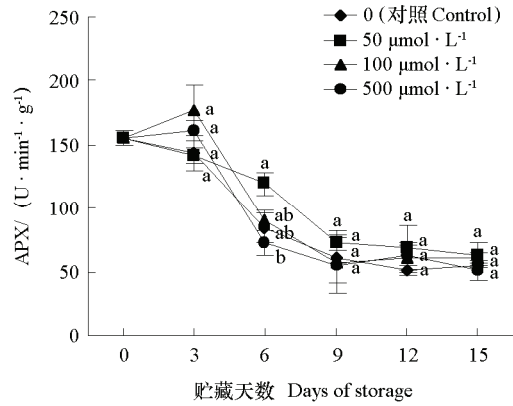 250
200
150
100
50
0
APX/ (U · min⁻¹ · g⁻¹)
0 (对照 Control)
50 μmol · L⁻¹
100 μmol · L⁻¹
500 μmol · L⁻¹
a
a
a
a
a
ab
ab
b
a
a
a
a
a
a
a
a
a
a
a
0 3 6 9 12 15
贮藏天数 Days of storage